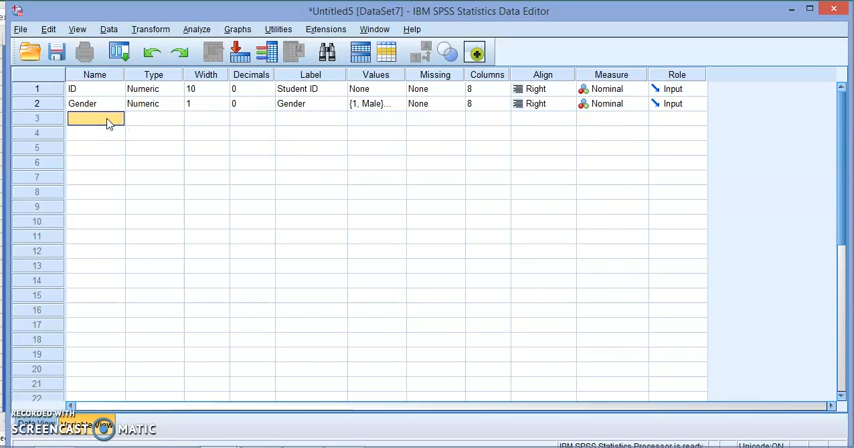 *Untitled5 [DataSet7] - IBM SPSS Statistics Data Editor
File Edit View Data Transform Analyze Graphs Utilities Extensions Window Help
Name Type Width Decimals Label Values Missing Columns Align Measure Role
1 ID Numeric 10 0 Student ID None None 8 Right Nominal Input
2 Gender Numeric 1 0 Gender {1, Male}... None 8 Right Nominal Input
3
4
5
6
7
8
9
10
11
12
13
14
15
16
17
18
19
20
21
22
RECORDED WITH
SCREENCAST MATIC
IBM SPSS Statistics Processor is ready Unicode:ON